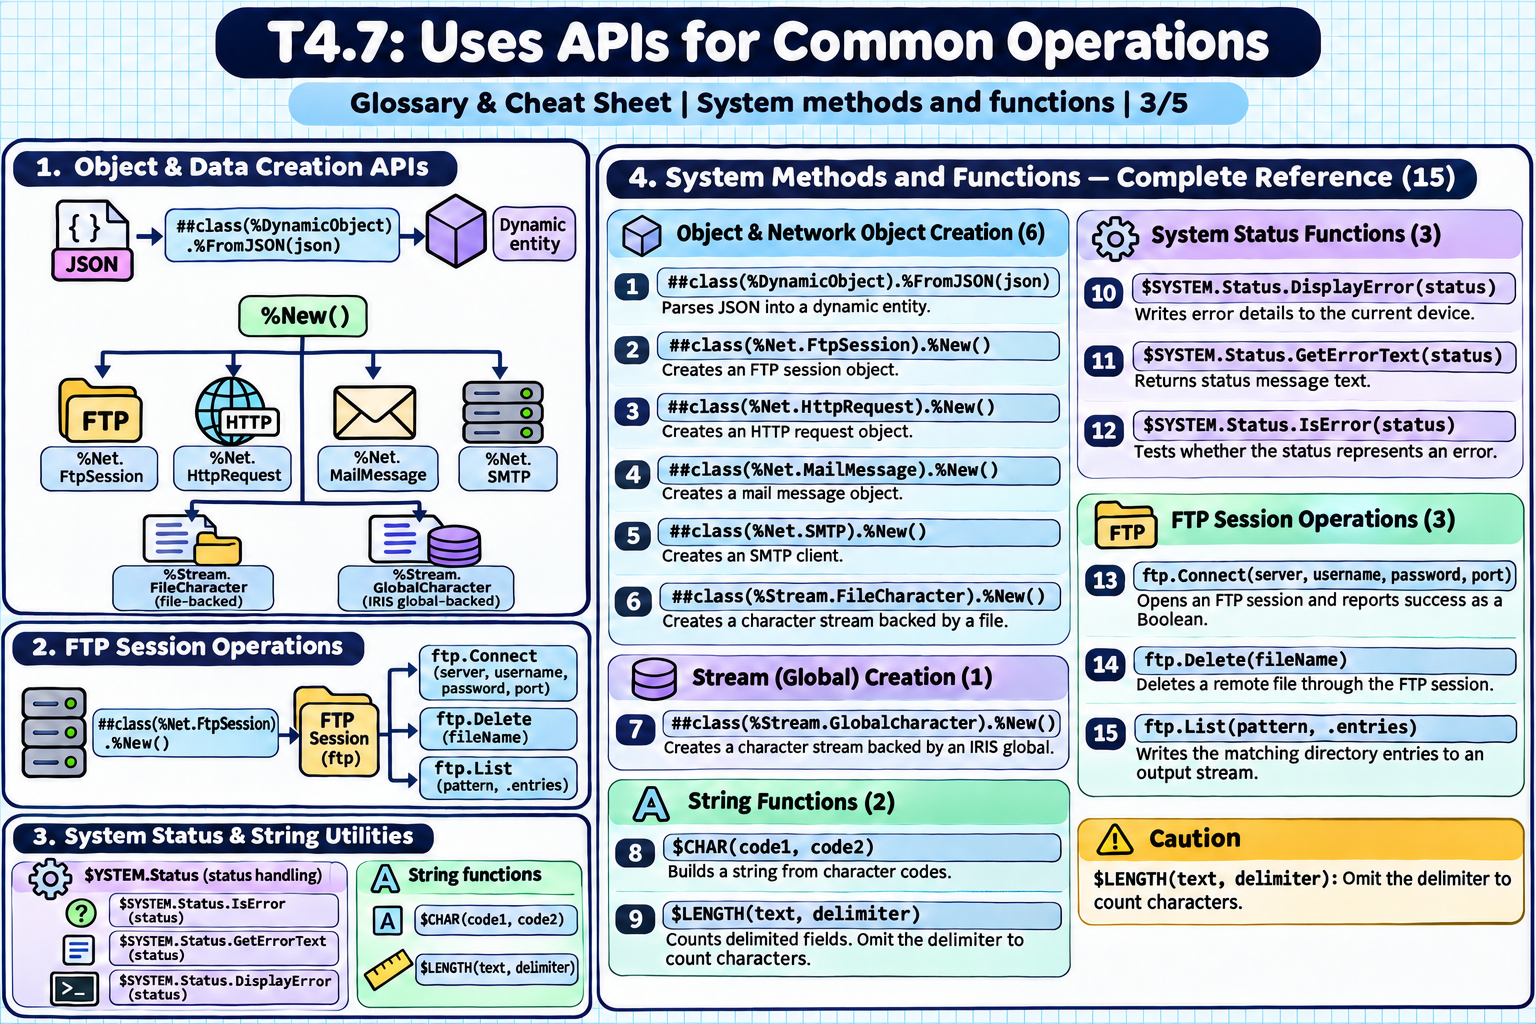 T4.7: Uses APIs for Common Operations
Glossary & Cheat Sheet | System methods and functions | 3/5
1. Object & Data Creation APIs
{ }
JSON
##class(%DynamicObject)
.%FromJSON(json)
Dynamic
entity
%New()
FTP
HTTP
%Net.
FtpSession
%Net.
HttpRequest
%Net.
MailMessage
%Net.
SMTP
%Stream.
FileCharacter
(file-backed)
%Stream.
GlobalCharacter
(IRIS global-backed)
2. FTP Session Operations
##class(%Net.FtpSession)
.%New()
FTP
Session
(ftp)
ftp.Connect
(server, username,
password, port)
ftp.Delete
(fileName)
ftp.List
(pattern, .entries)
3. System Status & String Utilities
$YSTEM.Status (status handling)
?
$SYSTEM.Status.IsError
(status)
$SYSTEM.Status.GetErrorText
(status)
>_
$SYSTEM.Status.DisplayError
(status)
A
String functions
A
$CHAR(code1, code2)
$LENGTH(text, delimiter)
4. System Methods and Functions — Complete Reference (15)
Object & Network Object Creation (6)
1
##class(%DynamicObject).%FromJSON(json)
Parses JSON into a dynamic entity.
2
##class(%Net.FtpSession).%New()
Creates an FTP session object.
3
##class(%Net.HttpRequest).%New()
Creates an HTTP request object.
4
##class(%Net.MailMessage).%New()
Creates a mail message object.
5
##class(%Net.SMTP).%New()
Creates an SMTP client.
6
##class(%Stream.FileCharacter).%New()
Creates a character stream backed by a file.
Stream (Global) Creation (1)
7
##class(%Stream.GlobalCharacter).%New()
Creates a character stream backed by an IRIS global.
A
String Functions (2)
8
$CHAR(code1, code2)
Builds a string from character codes.
9
$LENGTH(text, delimiter)
Counts delimited fields. Omit the delimiter to
count characters.
System Status Functions (3)
10
$SYSTEM.Status.DisplayError(status)
Writes error details to the current device.
11
$SYSTEM.Status.GetErrorText(status)
Returns status message text.
12
$SYSTEM.Status.IsError(status)
Tests whether the status represents an error.
FTP
FTP Session Operations (3)
13
ftp.Connect(server, username, password, port)
Opens an FTP session and reports success as a
Boolean.
14
ftp.Delete(fileName)
Deletes a remote file through the FTP session.
15
ftp.List(pattern, .entries)
Writes the matching directory entries to an
output stream.
Caution
$LENGTH(text, delimiter): Omit the delimiter to
count characters.